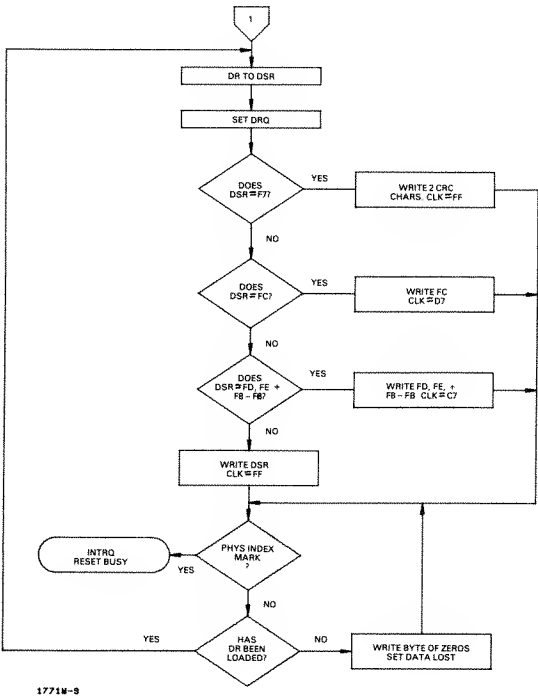 1
DR TO DSR
SET DRQ
DOES
DSR=F7?
YES
WRITE 2 CRC
CHARS. CLK=FF
NO
DOES
DSR=FC?
YES
WRITE FC
CLK=D7
NO
DOES
DSR=FD, FE +
F8-FB?
YES
WRITE FD, FE, +
F8-FB CLK=C7
NO
WRITE DSR
CLK=FF
PHYS INDEX
MARK
?
INTRQ
RESET BUSY
YES
NO
YES
HAS
DR BEEN
LOADED?
NO
WRITE BYTE OF ZEROS
SET DATA LOST
1771M-9